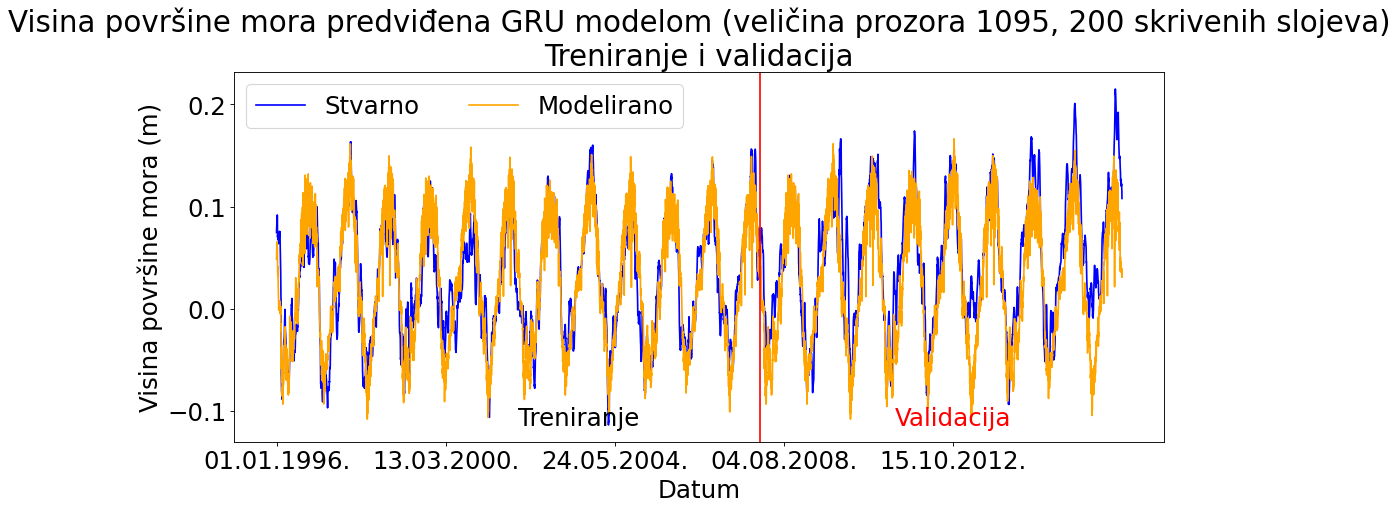 Visina površine mora predviđena GRU modelom (veličina prozora 1095, 200 skrivenih slojeva)
Treniranje i validacija
Stvarno
Modelirano
Visina površine mora (m)
0.2
0.1
0.0
−0.1
Treniranje
Validacija
01.01.1996.
13.03.2000.
24.05.2004.
04.08.2008.
15.10.2012.
Datum